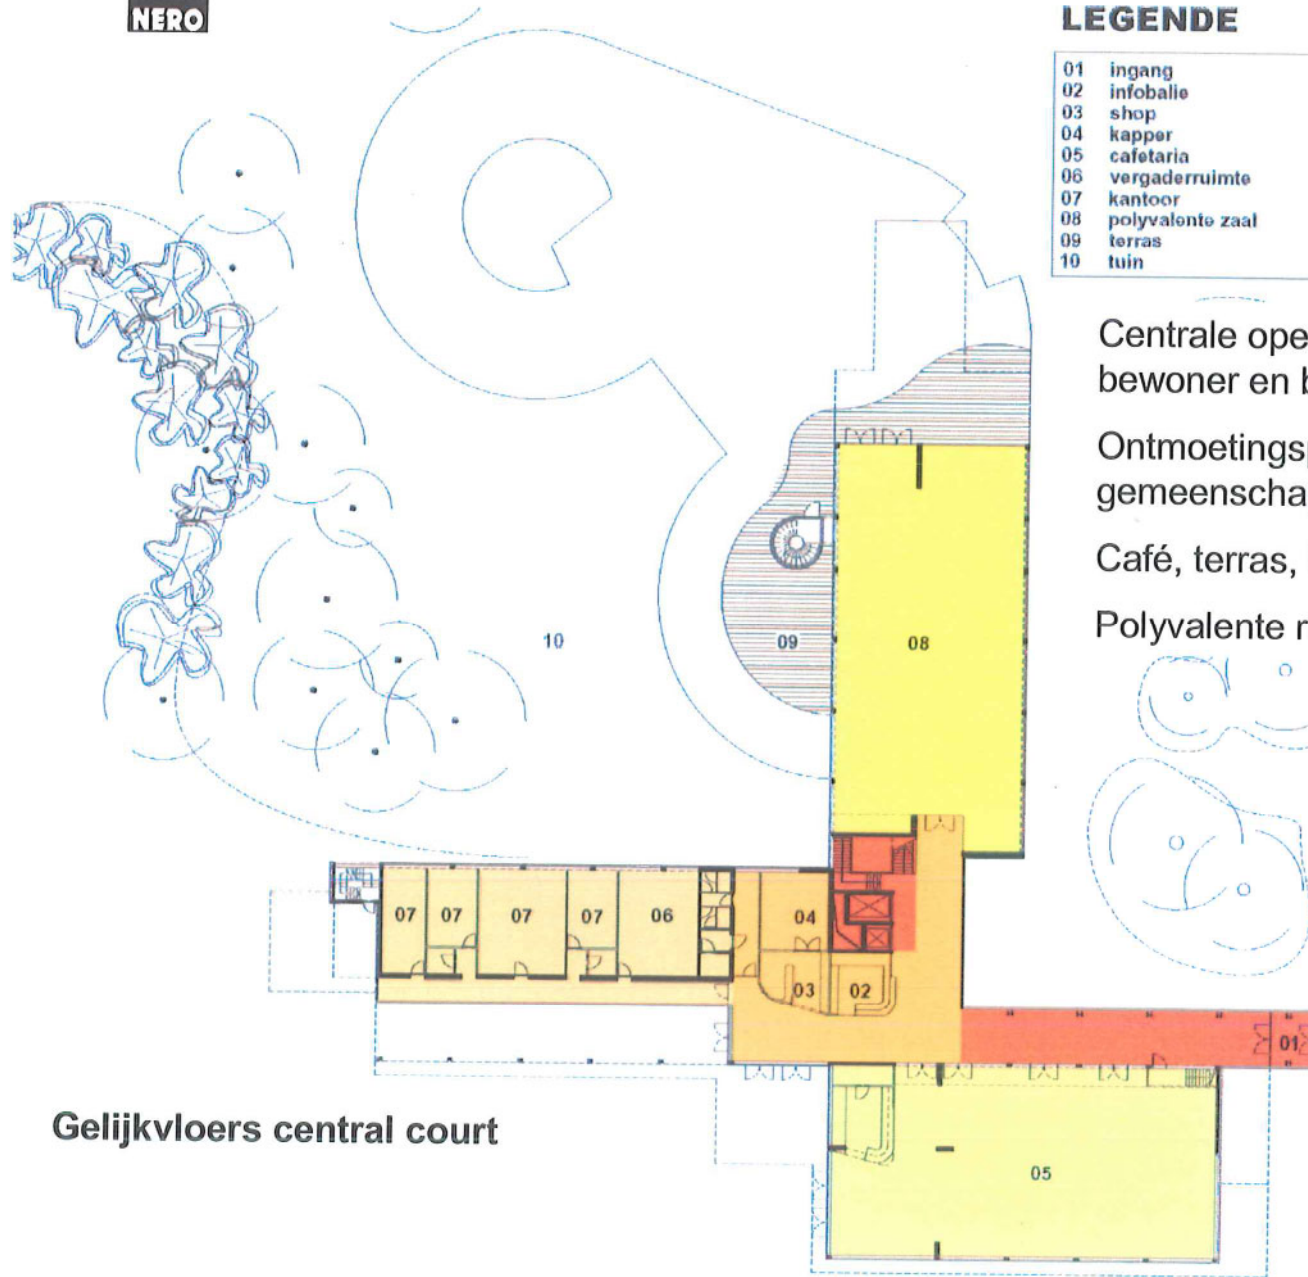 NERO
LEGENDE
01 ingang
02 infobalie
03 shop
04 kapper
05 cafetaria
06 vergaderruimte
07 kantoor
08 polyvalente zaal
09 terras
10 tuin
Centrale ope
bewoner en b
Ontmoetingsp
gemeenscha
Café, terras,
Polyvalente r
10
09
08
07
07
07
07
06
04
03
02
01
05
Gelijkvloers central court